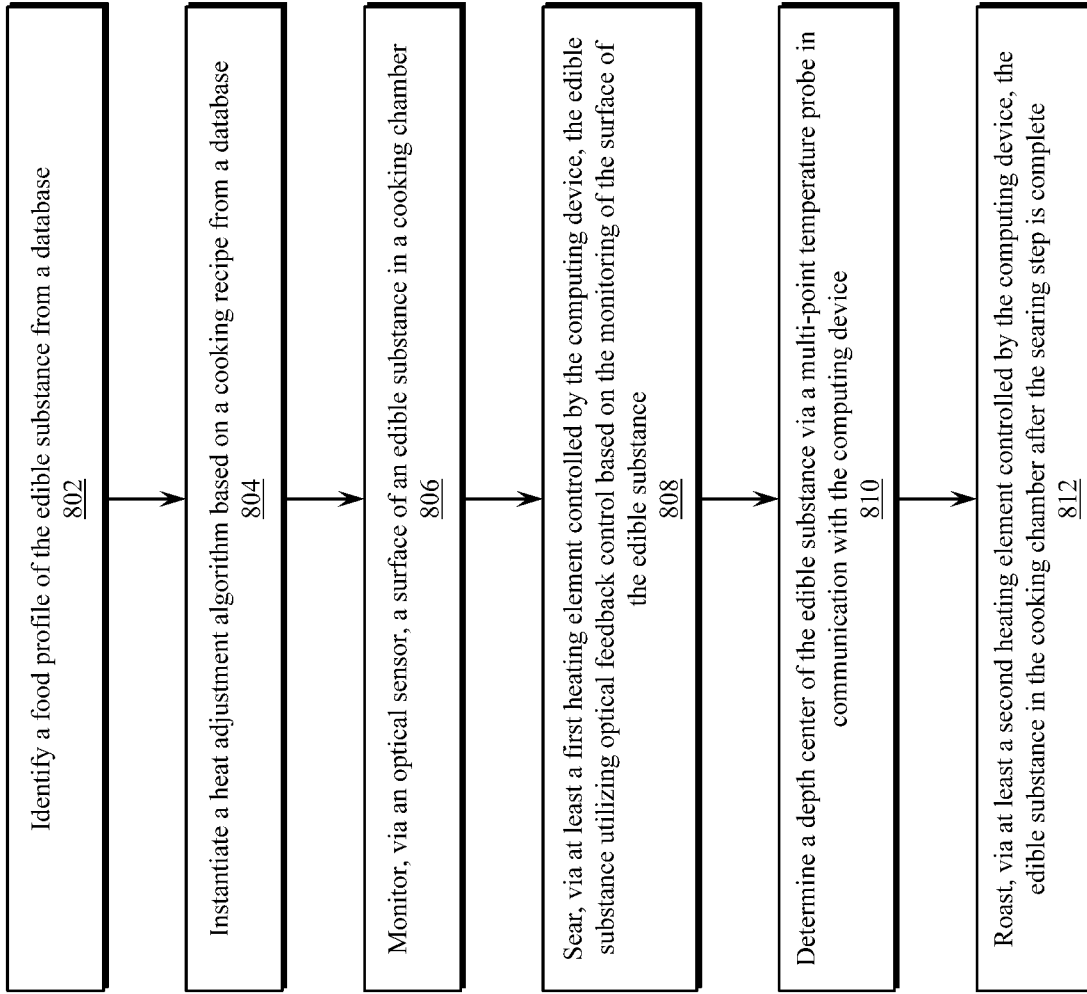 Identify a food profile of the edible substance from a database
802
Instantiate a heat adjustment algorithm based on a cooking recipe from a database
804
Monitor, via an optical sensor, a surface of an edible substance in a cooking chamber
806
Sear, via at least a first heating element controlled by the computing device, the edible
substance utilizing optical feedback control based on the monitoring of the surface of
the edible substance
808
Determine a depth center of the edible substance via a multi-point temperature probe in
communication with the computing device
810
Roast, via at least a second heating element controlled by the computing device, the
edible substance in the cooking chamber after the searing step is complete
812